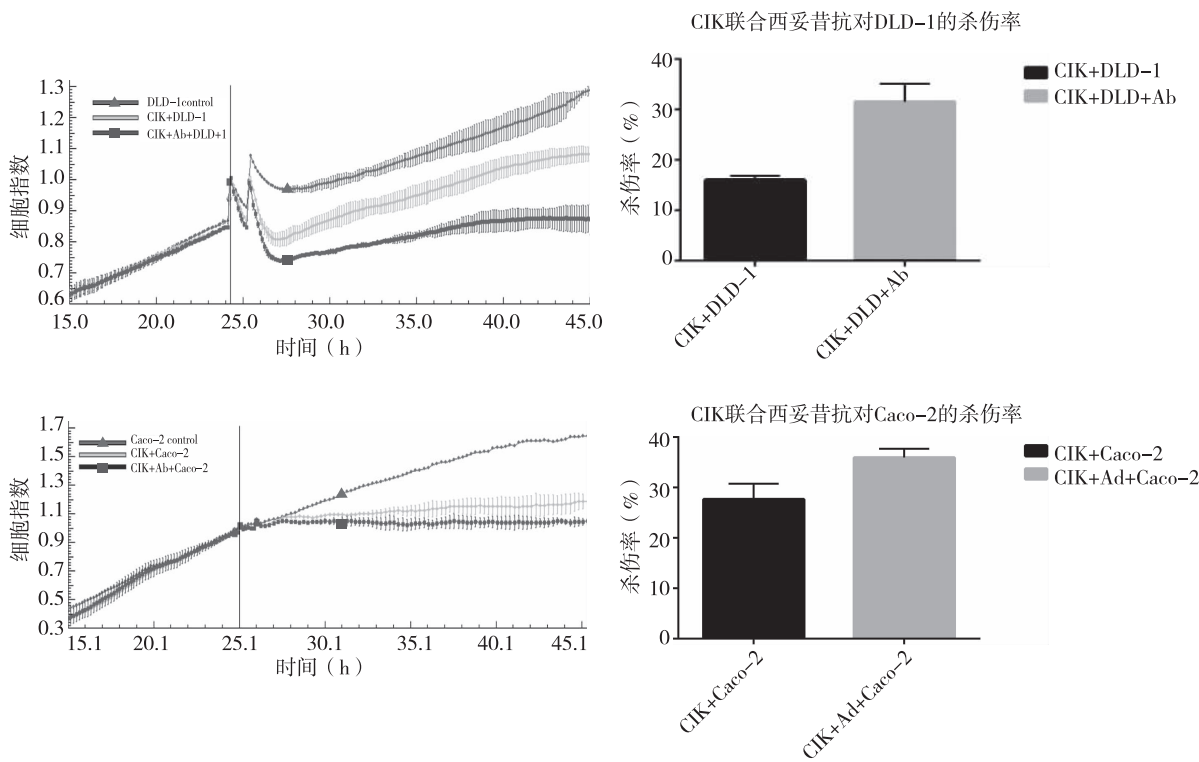 1.3
1.2
1.1
1.0
0.9
0.8
0.7
0.6
细胞指数
DLD-1control
CIK+DLD-1
CIK+Ab+DLD+1
15.0 20.0 25.0 30.0 35.0 40.0 45.0
时间（h）
CIK联合西妥昔抗对DLD-1的杀伤率
40
30
20
10
0
杀伤率（%）
CIK+DLD-1
CIK+DLD+Ab
CIK+DLD-1
CIK+DLD+Ab
1.7
1.5
1.3
1.1
0.9
0.7
0.5
0.3
细胞指数
Caco-2 control
CIK+Caco-2
CIK+Ab+Caco-2
15.1 20.1 25.1 30.1 35.1 40.1 45.1
时间（h）
CIK联合西妥昔抗对Caco-2的杀伤率
40
30
20
10
0
杀伤率（%）
CIK+Caco-2
CIK+Ad+Caco-2
CIK+Caco-2
CIK+Ad+Caco-2